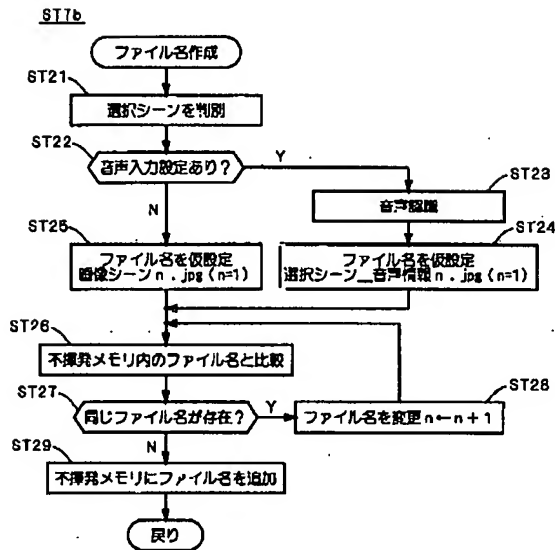 ST7b
ファイル名作成
ST21
選択シーンを判別
ST22
音声入力設定あり?
Y
ST23
音声認識
N
ST25
ファイル名を仮設定
画像シーンn.jpg(n=1)
ST24
ファイル名を仮設定
選択シーン__音声情報n.jpg(n=1)
ST26
不揮発メモリ内のファイル名と比較
ST27
同じファイル名が存在?
Y
ST28
ファイル名を変更n←n+1
N
ST29
不揮発メモリにファイル名を追加
戻り